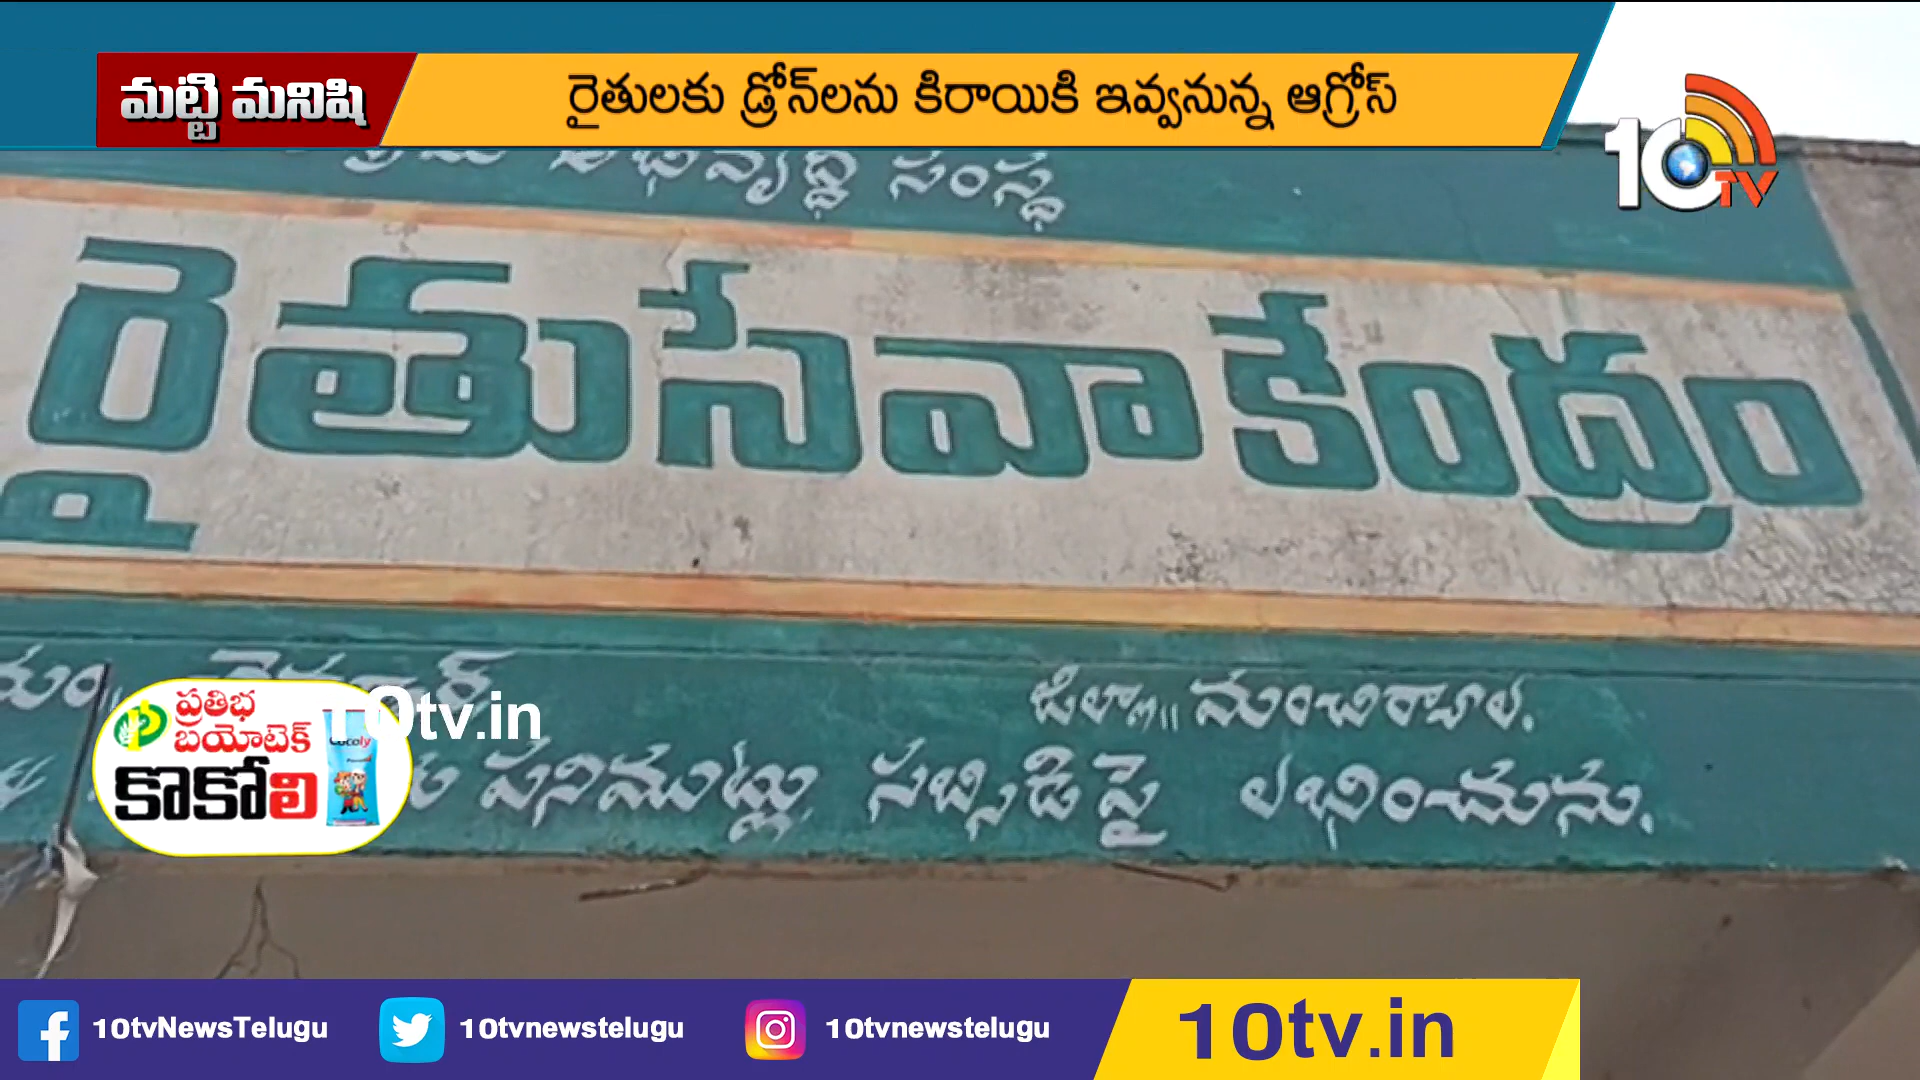 మట్టి మనిషి
రైతులకు డ్రోన్‌లను కిరాయికి ఇవ్వనున్న ఆగ్రోస్
10TV
అభివృద్ధి సంస్థ
రైతుసేవా కేంద్రం
జిల్లా॥ మంచిరాల.
పనిముట్లు సబ్సిడిపై లభించును.
ప్రతిభ
బయోటెక్
కొకోలి
Cocoly
10tv.in
10tvNewsTelugu
10tvnewstelugu
10tvnewstelugu
10tv.in